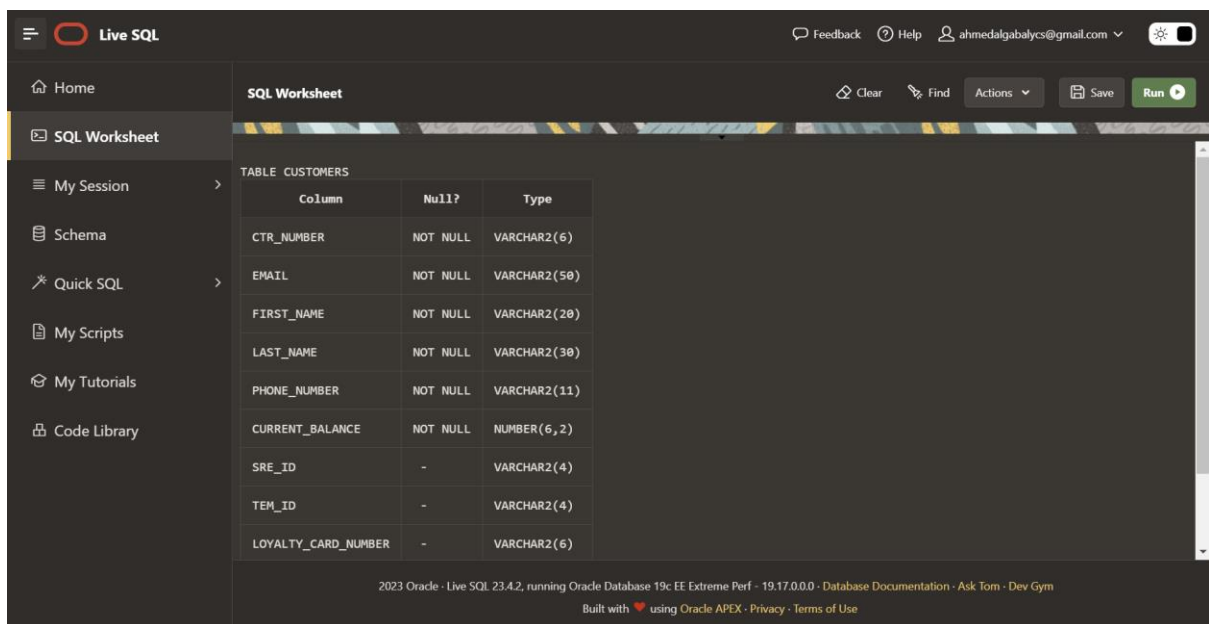 Live SQL
Feedback Help ahmedalgabalycs@gmail.com
Home
SQL Worksheet
My Session
Schema
Quick SQL
My Scripts
My Tutorials
Code Library
SQL Worksheet
Clear Find Actions Save Run
TABLE CUSTOMERS
Column Null? Type
CTR_NUMBER NOT NULL VARCHAR2(6)
EMAIL NOT NULL VARCHAR2(50)
FIRST_NAME NOT NULL VARCHAR2(20)
LAST_NAME NOT NULL VARCHAR2(30)
PHONE_NUMBER NOT NULL VARCHAR2(11)
CURRENT_BALANCE NOT NULL NUMBER(6,2)
SRE_ID - VARCHAR2(4)
TEM_ID - VARCHAR2(4)
LOYALTY_CARD_NUMBER - VARCHAR2(6)
2023 Oracle · Live SQL 23.4.2, running Oracle Database 19c EE Extreme Perf - 19.17.0.0.0 · Database Documentation · Ask Tom · Dev Gym
Built with ❤ using Oracle APEX · Privacy · Terms of Use